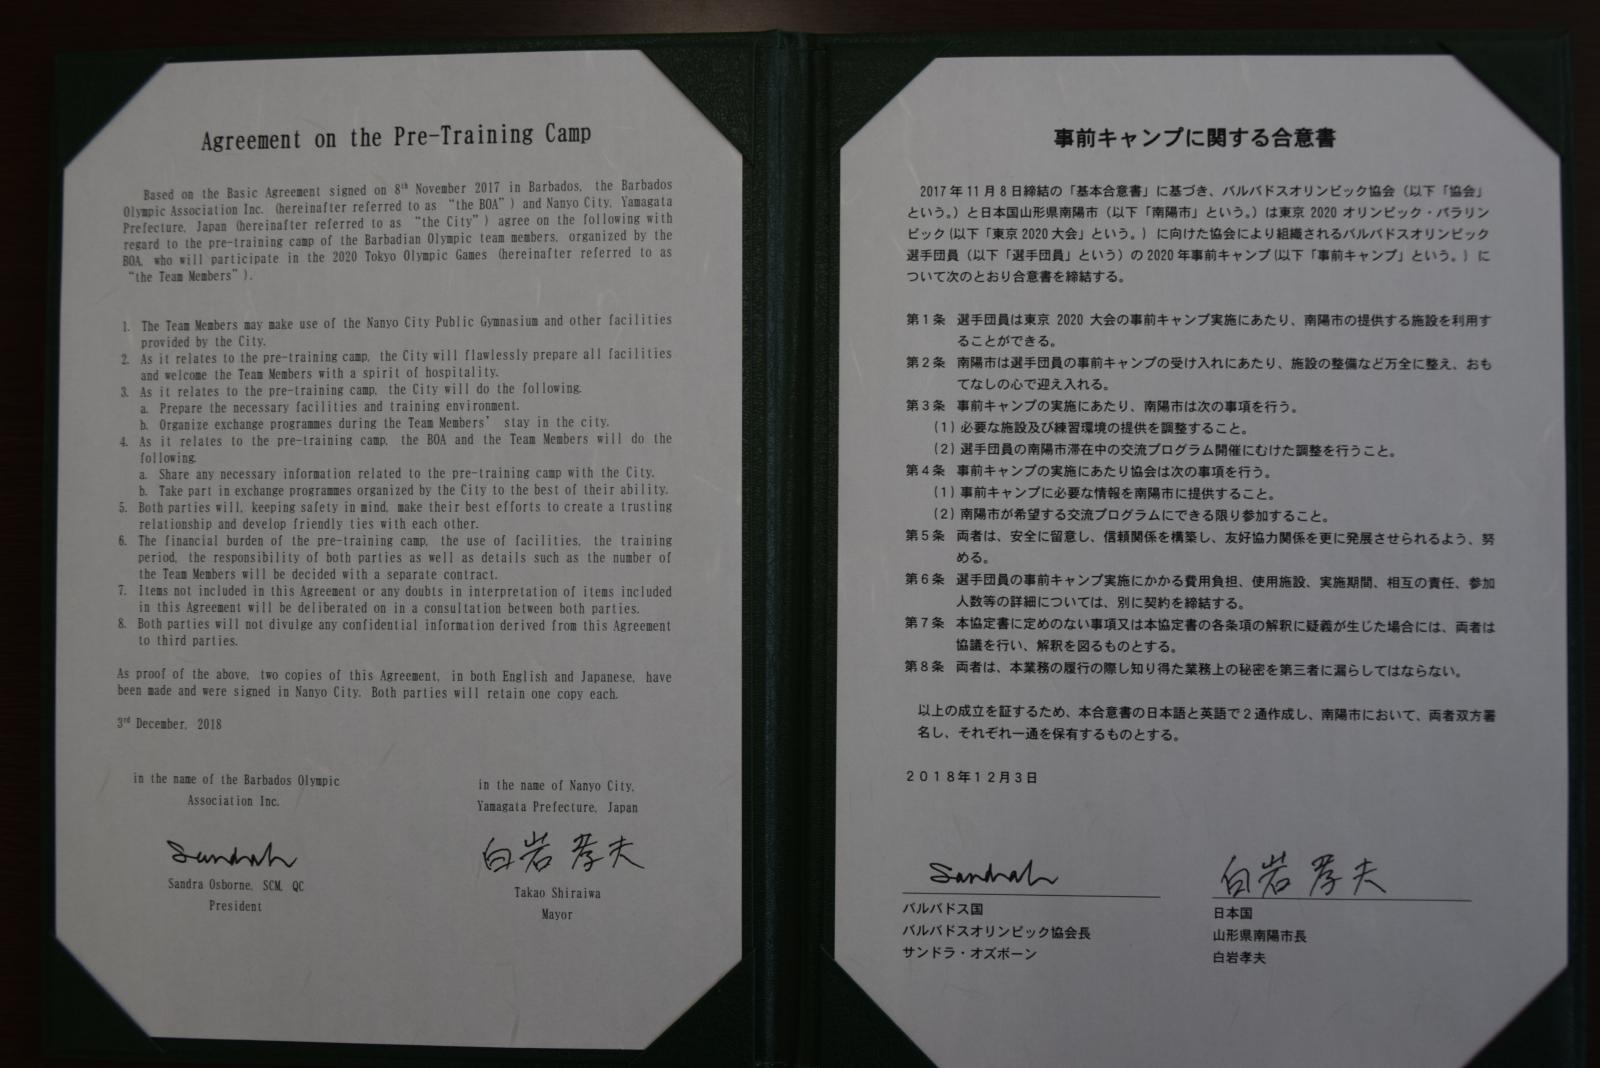 Agreement on the Pre-Training Camp
Based on the Basic Agreement signed on 8th November 2017 in Barbados, the Barbados
Olympic Association Inc. (hereinafter referred to as "the BOA") and Nanyo City, Yamagata
Prefecture, Japan (hereinafter referred to as "the City") agree on the following with
regard to the pre-training camp of the Barbadian Olympic team members, organized by the
BOA, who will participate in the 2020 Tokyo Olympic Games (hereinafter referred to as
"the Team Members").
1. The Team Members may make use of the Nanyo City Public Gymnasium and other facilities
provided by the City.
2. As it relates to the pre-training camp, the City will flawlessly prepare all facilities
and welcome the Team Members with a spirit of hospitality.
3. As it relates to the pre-training camp, the City will do the following.
a. Prepare the necessary facilities and training environment.
b. Organize exchange programmes during the Team Members' stay in the city.
4. As it relates to the pre-training camp, the BOA and the Team Members will do the
following.
a. Share any necessary information related to the pre-training camp with the City.
b. Take part in exchange programmes organized by the City to the best of their ability.
5. Both parties will, keeping safety in mind, make their best efforts to create a trusting
relationship and develop friendly ties with each other.
6. The financial burden of the pre-training camp, the use of facilities, the training
period, the responsibility of both parties as well as details such as the number of
the Team Members will be decided with a separate contract.
7. Items not included in this Agreement or any doubts in interpretation of items included
in this Agreement will be deliberated on in a consultation between both parties.
8. Both parties will not divulge any confidential information derived from this Agreement
to third parties.
As proof of the above, two copies of this Agreement, in both English and Japanese, have
been made and were signed in Nanyo City. Both parties will retain one copy each.
3rd December, 2018
in the name of the Barbados Olympic
Association Inc.
Sandra Osborne, SCM, QC
President
in the name of Nanyo City,
Yamagata Prefecture, Japan
白岩孝夫
Takao Shiraiwa
Mayor
事前キャンプに関する合意書
2017年11月8日締結の「基本合意書」に基づき、バルバドスオリンピック協会（以下「協会」
という。）と日本国山形県南陽市（以下「南陽市」という。）は東京2020オリンピック・パラリン
ピック(以下「東京2020大会」という。）に向けた協会により組織されるバルバドスオリンピック
選手団員（以下「選手団員」という）の2020年事前キャンプ(以下「事前キャンプ」という。）に
ついて次のとおり合意書を締結する。
第1条 選手団員は東京 2020 大会の事前キャンプ実施にあたり、南陽市の提供する施設を利用す
ることができる。
第2条 南陽市は選手団員の事前キャンプの受け入れにあたり、施設の整備など万全に整え、おも
てなしの心で迎え入れる。
第3条 事前キャンプの実施にあたり、南陽市は次の事項を行う。
(1) 必要な施設及び練習環境の提供を調整すること。
(2) 選手団員の南陽市滞在中の交流プログラム開催にむけた調整を行うこと。
第4条 事前キャンプの実施にあたり協会は次の事項を行う。
(1) 事前キャンプに必要な情報を南陽市に提供すること。
(2) 南陽市が希望する交流プログラムにできる限り参加すること。
第5条 両者は、安全に留意し、信頼関係を構築し、友好協力関係を更に発展させられるよう、努
める。
第6条 選手団員の事前キャンプ実施にかかる費用負担、使用施設、実施期間、相互の責任、参加
人数等の詳細については、別に契約を締結する。
第7条 本協定書に定めのない事項又は本協定書の各条項の解釈に疑義が生じた場合には、両者は
協議を行い、解釈を図るものとする。
第8条 両者は、本業務の履行の際し知り得た業務上の秘密を第三者に漏らしてはならない。
以上の成立を証するため、本合意書の日本語と英語で2通作成し、南陽市において、両者双方署
名し、それぞれ一通を保有するものとする。
２０１８年１２月３日
バルバドス国
バルバドスオリンピック協会長
サンドラ・オズボーン
白岩孝夫
日本国
山形県南陽市長
白岩孝夫